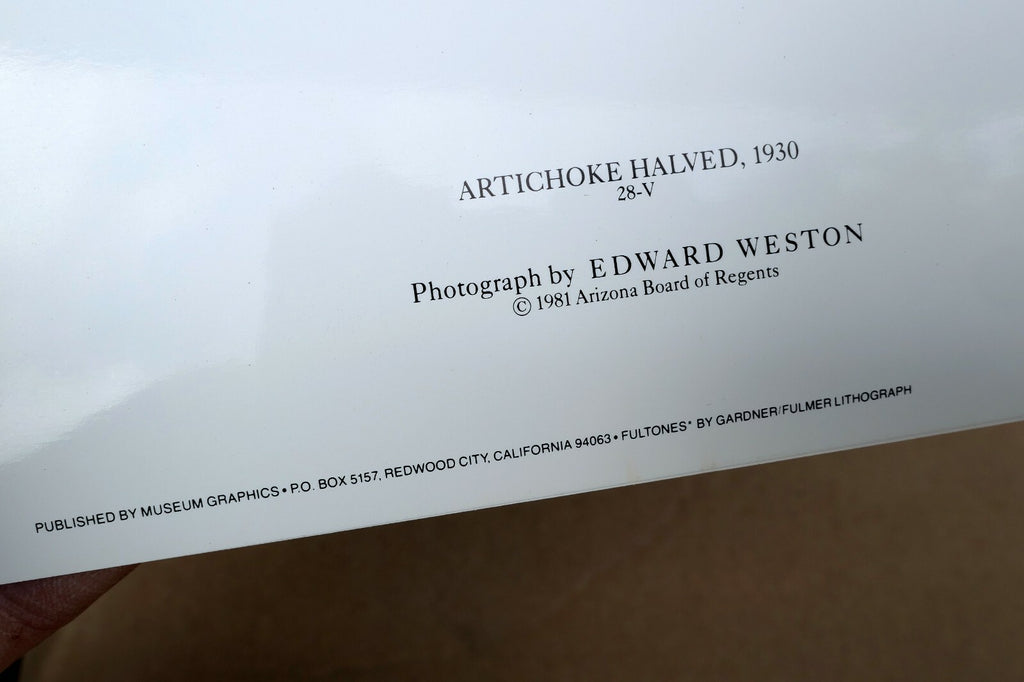 ARTICHOKE HALVED, 1930
28-V
Photograph by EDWARD WESTON
© 1981 Arizona Board of Regents
PUBLISHED BY MUSEUM GRAPHICS • P.O. BOX 5157, REDWOOD CITY, CALIFORNIA 94063 • FULTONES* BY GARDNER/FULMER LITHOGRAPH